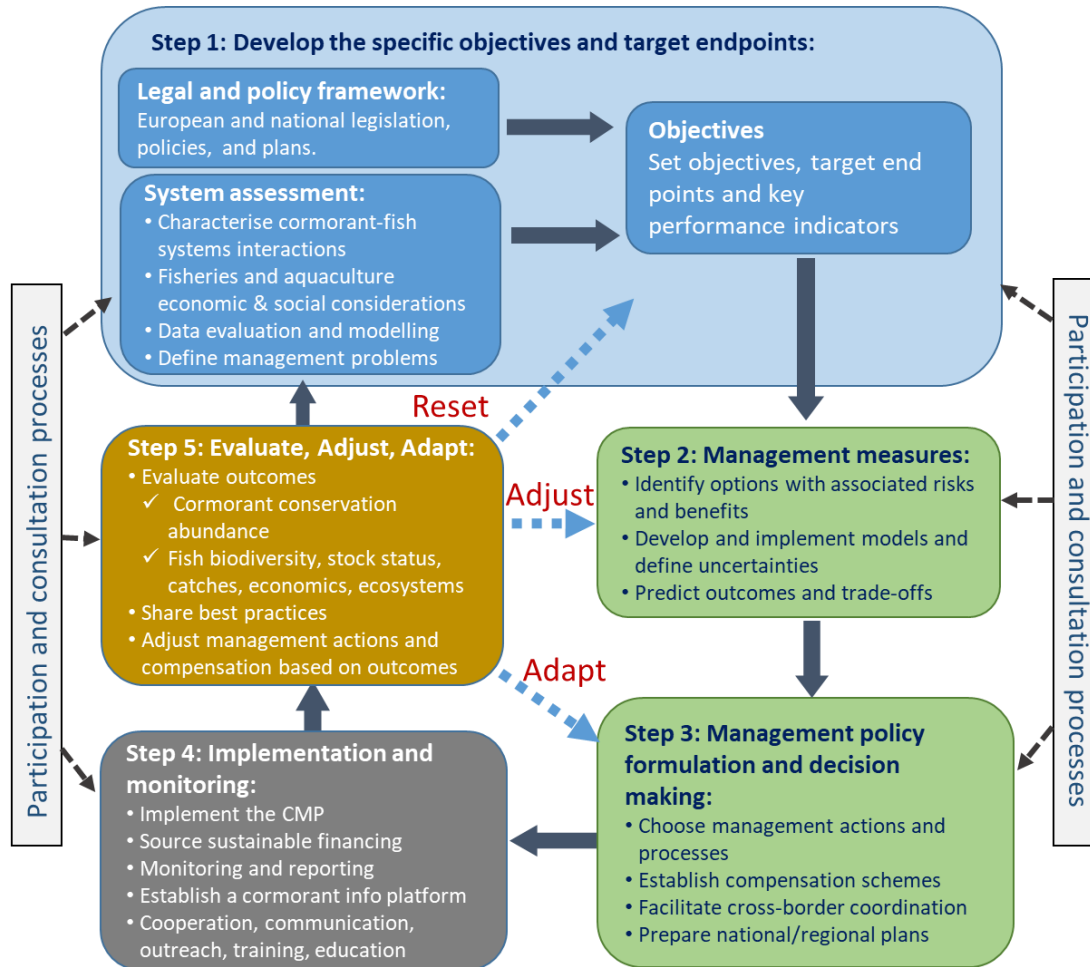 Step 1: Develop the specific objectives and target endpoints:
Legal and policy framework:
European and national legislation,
policies, and plans.
System assessment:
• Characterise cormorant-fish
systems interactions
• Fisheries and aquaculture
economic & social considerations
• Data evaluation and modelling
• Define management problems
Objectives
Set objectives, target end
points and key
performance indicators
Participation and consultation processes
Participation and consultation processes
Reset
Adjust
Adapt
Step 2: Management measures:
• Identify options with associated risks
and benefits
• Develop and implement models and
define uncertainties
• Predict outcomes and trade-offs
Step 3: Management policy
formulation and decision
making:
• Choose management actions and
processes
• Establish compensation schemes
• Facilitate cross-border coordination
• Prepare national/regional plans
Step 4: Implementation and
monitoring:
• Implement the CMP
• Source sustainable financing
• Monitoring and reporting
• Establish a cormorant info platform
• Cooperation, communication,
outreach, training, education
Step 5: Evaluate, Adjust, Adapt:
• Evaluate outcomes
✓ Cormorant conservation
abundance
✓ Fish biodiversity, stock status,
catches, economics, ecosystems
• Share best practices
• Adjust management actions and
compensation based on outcomes